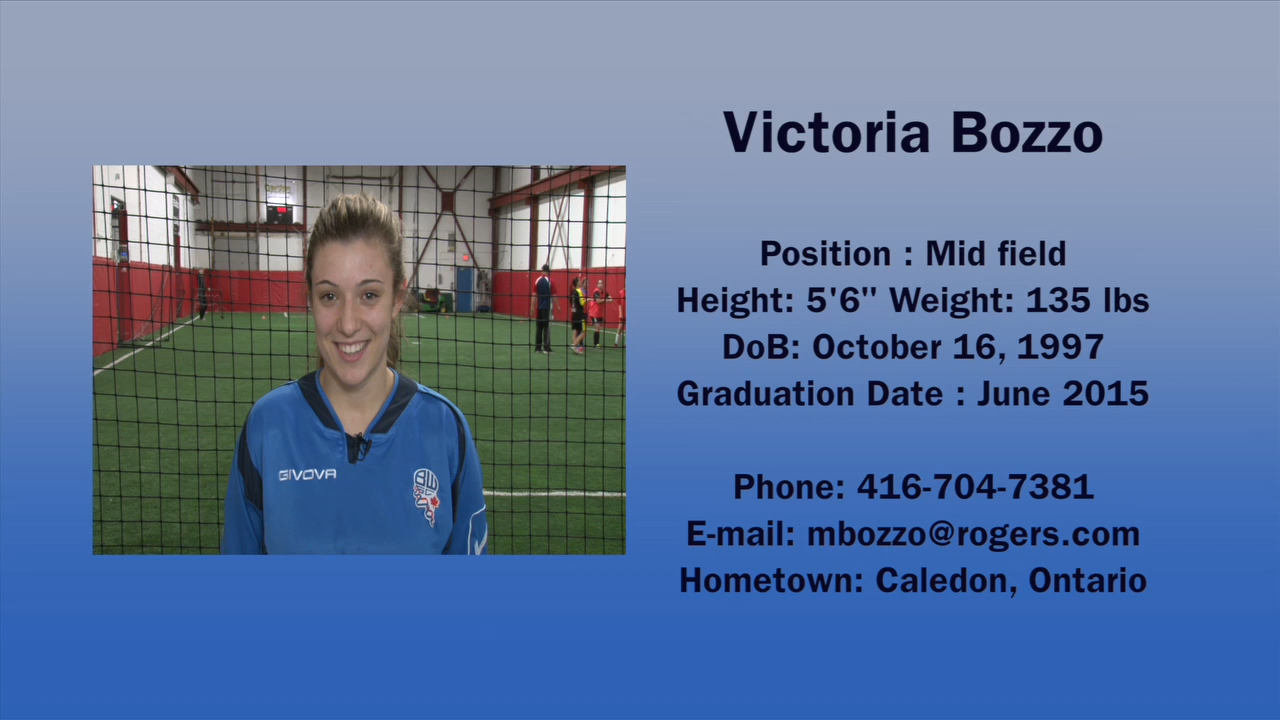 Victoria Bozzo
Position : Mid field
Height: 5'6" Weight: 135 lbs
DoB: October 16, 1997
Graduation Date : June 2015
Phone: 416-704-7381
E-mail: mbozzo@rogers.com
Hometown: Caledon, Ontario
GIVOVA